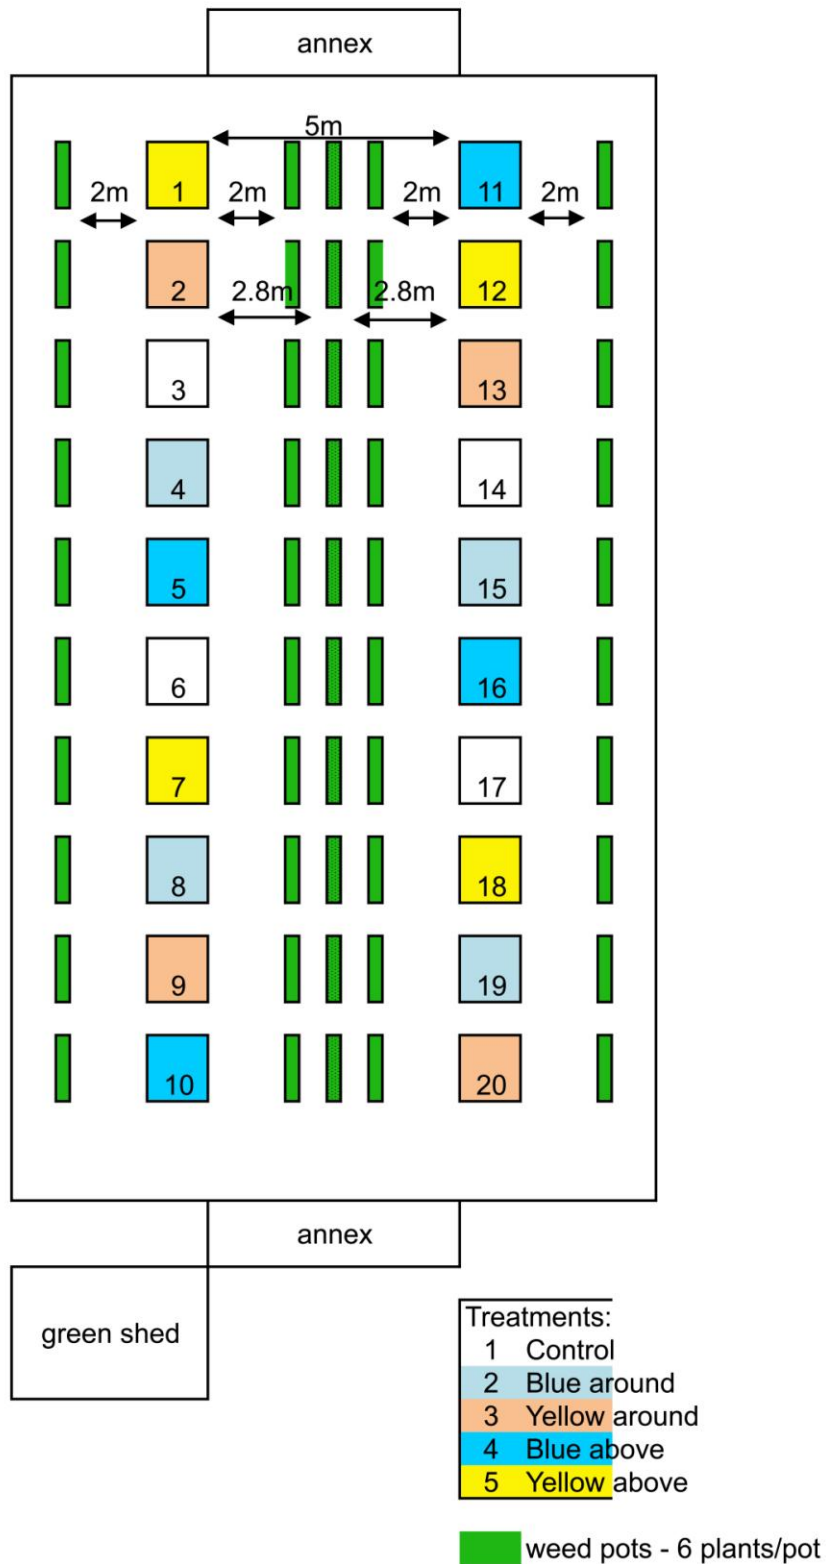 annex
5m
1 11
2m 2m 2m 2m
2 12
2.8m 2.8m
3 13
4 14
5 15
6 16
7 17
8 18
9 19
10 20
annex
green shed
Treatments:
1 Control
2 Blue around
3 Yellow around
4 Blue above
5 Yellow above
weed pots - 6 plants/pot